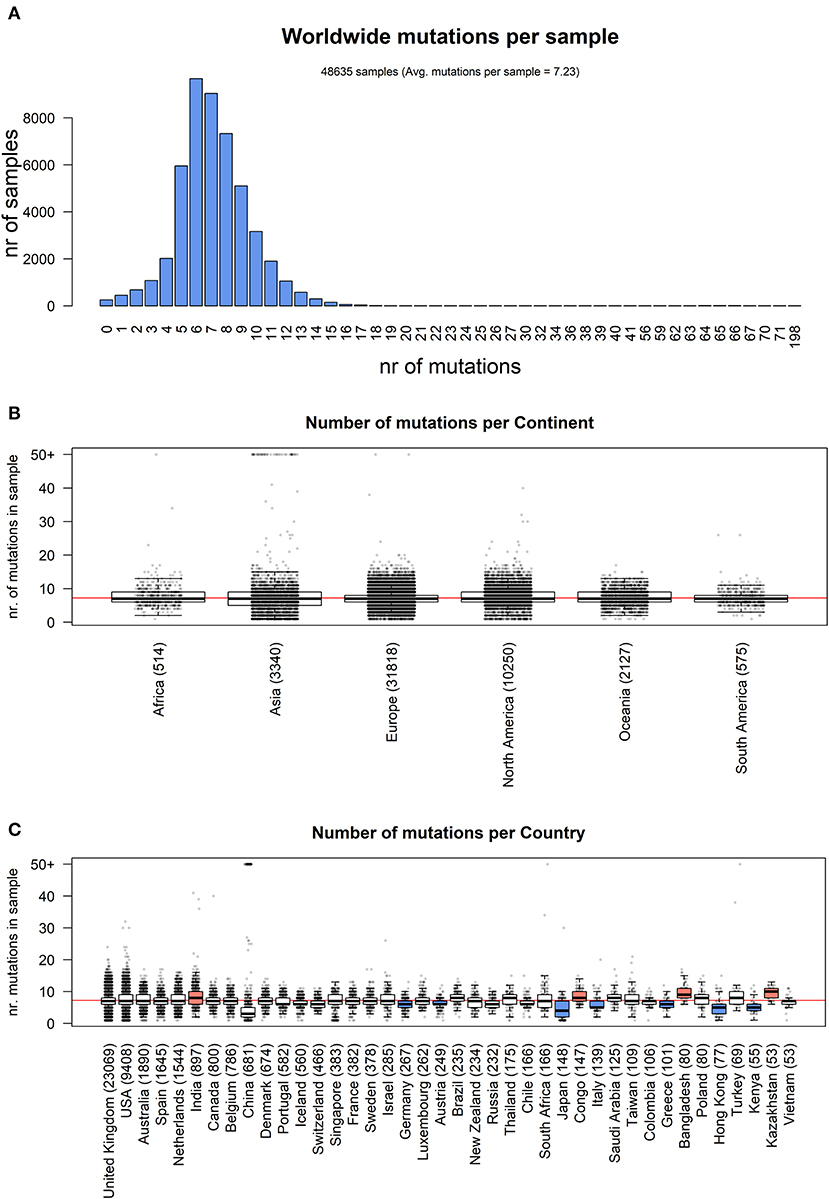 A
Worldwide mutations per sample
48635 samples (Avg. mutations per sample = 7.23)
nr of samples
8000
6000
4000
2000
0
0 1 2 3 4 5 6 7 8 9 10 11 12 13 14 15 16 17 18 19 20 21 22 23 24 25 26 27 30 32 34 36 38 39 40 41 56 59 62 63 64 65 66 67 70 71 198
nr of mutations
B
Number of mutations per Continent
nr. of mutations in sample
50+
40
30
20
10
0
Africa (514)
Asia (3340)
Europe (31818)
North America (10250)
Oceania (2127)
South America (575)
C
Number of mutations per Country
nr. mutations in sample
50+
40
30
20
10
0
United Kingdom (23069)
USA (9408)
Australia (1890)
Spain (1645)
Netherlands (1544)
India (897)
Canada (800)
Belgium (786)
China (681)
Denmark (674)
Portugal (582)
Iceland (560)
Switzerland (466)
Singapore (383)
France (382)
Sweden (378)
Israel (285)
Germany (267)
Luxembourg (262)
Austria (249)
Brazil (235)
New Zealand (234)
Russia (232)
Thailand (175)
Chile (166)
South Africa (166)
Japan (148)
Congo (147)
Italy (139)
Saudi Arabia (125)
Taiwan (109)
Colombia (106)
Greece (101)
Bangladesh (80)
Poland (80)
Hong Kong (77)
Turkey (69)
Kenya (55)
Kazakhstan (53)
Vietnam (53)